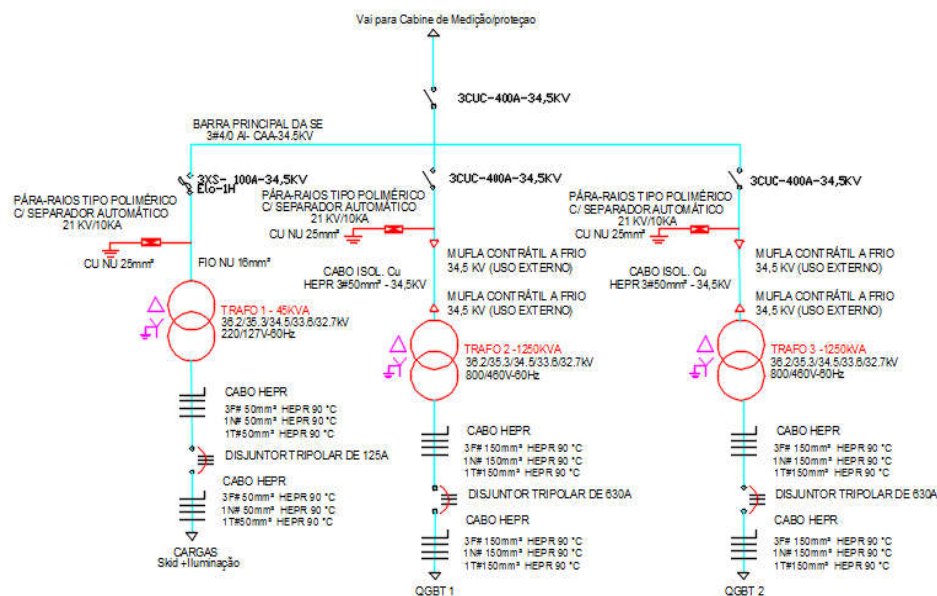 Vai para Cabine de Medição/proteçao
3CUC-400A-34,5KV
BARRA PRINCIPAL DA SE
3#4/0 Al- CAA-34.5KV
3XS- 100A-34,5KV
Elo-1H
PÁRA-RAIOS TIPO POLIMÉRICO
C/ SEPARADOR AUTOMÁTICO
21 KV/10KA
CU NU 25mm²
FIO NU 16mm²
TRAFO 1 - 45KVA
36.2/35.3/34.5/33.6/32.7kV
220/127V-60Hz
CABO HEPR
3F# 50mm² HEPR 90 °C
1N# 50mm² HEPR 90 °C
1T#50mm² HEPR 90 °C
DISJUNTOR TRIPOLAR DE 125A
CABO HEPR
3F# 50mm² HEPR 90 °C
1N# 50mm² HEPR 90 °C
1T#50mm² HEPR 90 °C
CARGAS
Skid+Iluminação
3CUC-400A-34,5KV
PÁRA-RAIOS TIPO POLIMÉRICO
C/ SEPARADOR AUTOMÁTICO
21 KV/10KA
CU NU 25mm²
MUFLA CONTRÁTIL A FRIO
34,5 KV (USO EXTERNO)
CABO ISOL. Cu
HEPR 3#50mm² - 34,5KV
MUFLA CONTRÁTIL A FRIO
34,5 KV (USO EXTERNO)
TRAFO 2 -1250KVA
36.2/35.3/34.5/33.6/32.7kV
800/460V-60Hz
CABO HEPR
3F# 150mm² HEPR 90 °C
1N# 150mm² HEPR 90 °C
1T#150mm² HEPR 90 °C
DISJUNTOR TRIPOLAR DE 630A
CABO HEPR
3F# 150mm² HEPR 90 °C
1N# 150mm² HEPR 90 °C
1T#150mm² HEPR 90 °C
QGBT 1
3CUC-400A-34,5KV
PÁRA-RAIOS TIPO POLIMÉRICO
C/ SEPARADOR AUTOMÁTICO
21 KV/10KA
CU NU 25mm²
MUFLA CONTRÁTIL A FRIO
34,5 KV (USO EXTERNO)
CABO ISOL. Cu
HEPR 3#50mm² - 34,5KV
MUFLA CONTRÁTIL A FRIO
34,5 KV (USO EXTERNO)
TRAFO 3 -1250kVA
36.2/35.3/34.5/33.6/32.7kV
800/460V-60Hz
CABO HEPR
3F# 150mm² HEPR 90 °C
1N# 150mm² HEPR 90 °C
1T#150mm² HEPR 90 °C
DISJUNTOR TRIPOLAR DE 630A
CABO HEPR
3F# 150mm² HEPR 90 °C
1N# 150mm² HEPR 90 °C
1T#150mm² HEPR 90 °C
QGBT 2